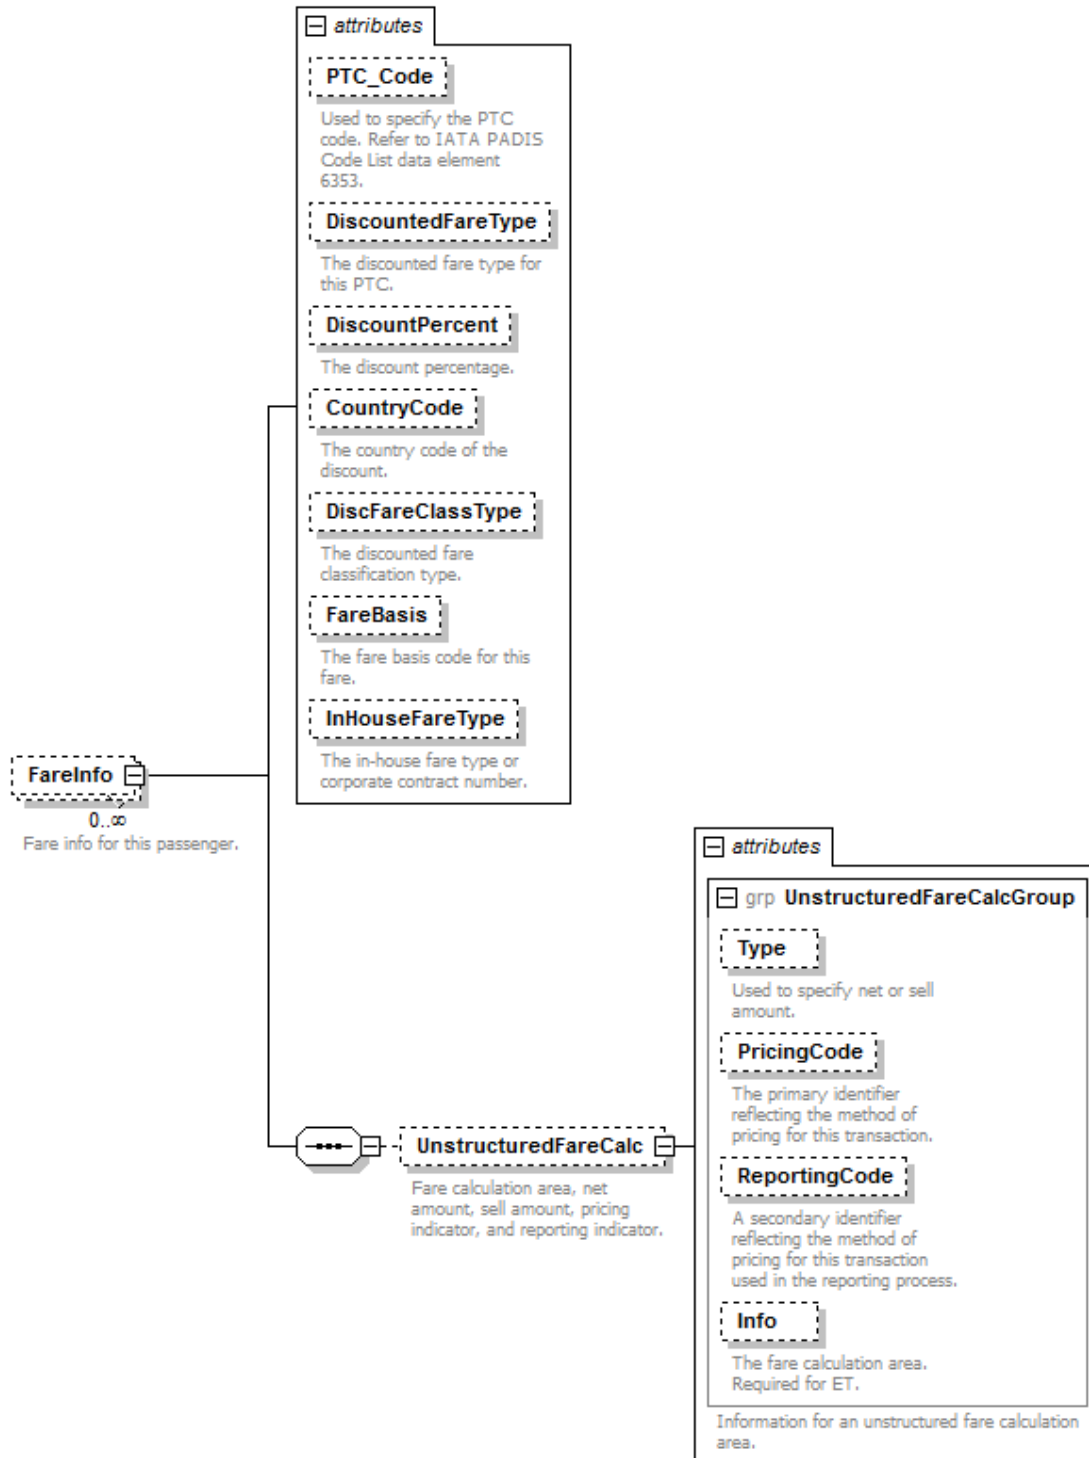 attributes
PTC_Code
Used to specify the PTC
code. Refer to IATA PADIS
Code List data element
6353.
DiscountedFareType
The discounted fare type for
this PTC.
DiscountPercent
The discount percentage.
CountryCode
The country code of the
discount.
DiscFareClassType
The discounted fare
classification type.
FareBasis
The fare basis code for this
fare.
InHouseFareType
The in-house fare type or
corporate contract number.
FareInfo
0..∞
Fare info for this passenger.
attributes
grp UnstructuredFareCalcGroup
Type
Used to specify net or sell
amount.
PricingCode
The primary identifier
reflecting the method of
pricing for this transaction.
UnstructuredFareCalc
Fare calculation area, net
amount, sell amount, pricing
indicator, and reporting indicator.
ReportingCode
A secondary identifier
reflecting the method of
pricing for this transaction
used in the reporting process.
Info
The fare calculation area.
Required for ET.
Information for an unstructured fare calculation
area.